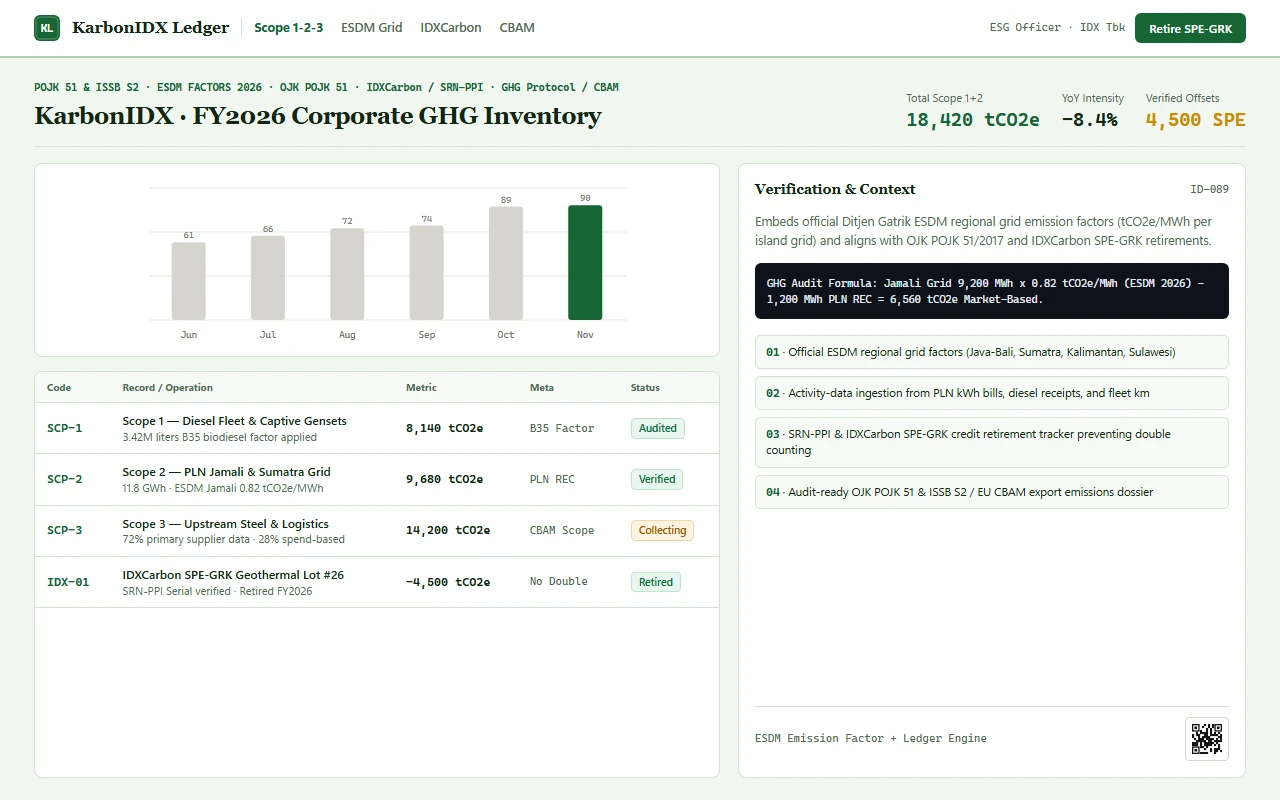 KL KarbonIDX Ledger Scope 1-2-3 ESDM Grid IDXCarbon CBAM ESG Officer · IDX Tbk Retire SPE-GRK
POJK 51 & ISSB S2 · ESDM FACTORS 2026 · OJK POJK 51 · IDXCarbon / SRN-PPI · GHG Protocol / CBAM
KarbonIDX · FY2026 Corporate GHG Inventory
Total Scope 1+2
18,420 tCO2e
YoY Intensity
-8.4%
Verified Offsets
4,500 SPE
61 66 72 74 89 90
Jun Jul Aug Sep Oct Nov
Code Record / Operation Metric Meta Status
SCP-1 Scope 1 — Diesel Fleet & Captive Gensets 8,140 tCO2e B35 Factor Audited
3.42M liters B35 biodiesel factor applied
SCP-2 Scope 2 — PLN Jamali & Sumatra Grid 9,680 tCO2e PLN REC Verified
11.8 GWh · ESDM Jamali 0.82 tCO2e/MWh
SCP-3 Scope 3 — Upstream Steel & Logistics 14,200 tCO2e CBAM Scope Collecting
72% primary supplier data · 28% spend-based
IDX-01 IDXCarbon SPE-GRK Geothermal Lot #26 -4,500 tCO2e No Double Retired
SRN-PPI Serial verified · Retired FY2026
Verification & Context ID-089
Embeds official Ditjen Gatrik ESDM regional grid emission factors (tCO2e/MWh per
island grid) and aligns with OJK POJK 51/2017 and IDXCarbon SPE-GRK retirements.
GHG Audit Formula: Jamali Grid 9,200 MWh x 0.82 tCO2e/MWh (ESDM 2026) -
1,200 MWh PLN REC = 6,560 tCO2e Market-Based.
01 · Official ESDM regional grid factors (Java-Bali, Sumatra, Kalimantan, Sulawesi)
02 · Activity-data ingestion from PLN kWh bills, diesel receipts, and fleet km
03 · SRN-PPI & IDXCarbon SPE-GRK credit retirement tracker preventing double
counting
04 · Audit-ready OJK POJK 51 & ISSB S2 / EU CBAM export emissions dossier
ESDM Emission Factor + Ledger Engine